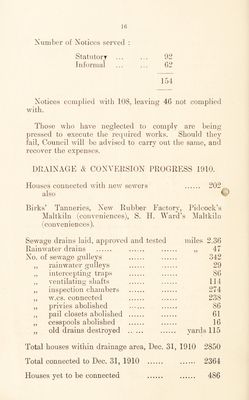 16
Number of Notices served :
Statutory ... ... 92
Informal ... ... 62
154
Notices complied with 108, leaving 46 not complied
with.
Those who have neglected to comply are being
pressed to execute the required works. Should they
fail, Council will be advised to carry out the same, and
recover the expenses.
DRAINAGE & CONVERSION PROGRESS 1910.
Houses connected with new sewers ...... 202
also
Birks' Tanneries, New Rubber Factory, Pidcock's
Maltkiln (conveniences), S. H. Ward's Maltkiln
(conveniences).
Sewage drains laid, approved and tested miles 2.36
Rainwater drains ...... ...... ...... ,, 47
No. of sewage gulleys ...... ...... 342
,, rainwater gulleys ...... ...... 29
,, intercepting traps ...... ...... 86
,, ventilating shafts ...... ...... 114
,, inspection chambers ...... ...... 274
,, w.cs. connected ...... ...... 238
,, privies abolished ...... ...... 86
,, pail closets abolished ...... ...... 61
,, cesspools abolished ...... ...... 16
,, old drains destroyed ...... ...... yards 115
Total houses within drainage area, Dec. 31, 1910 2850
Total connected to Dec. 31, 1910 ...... ...... 2364
Houses yet to be connected ...... ...... 486